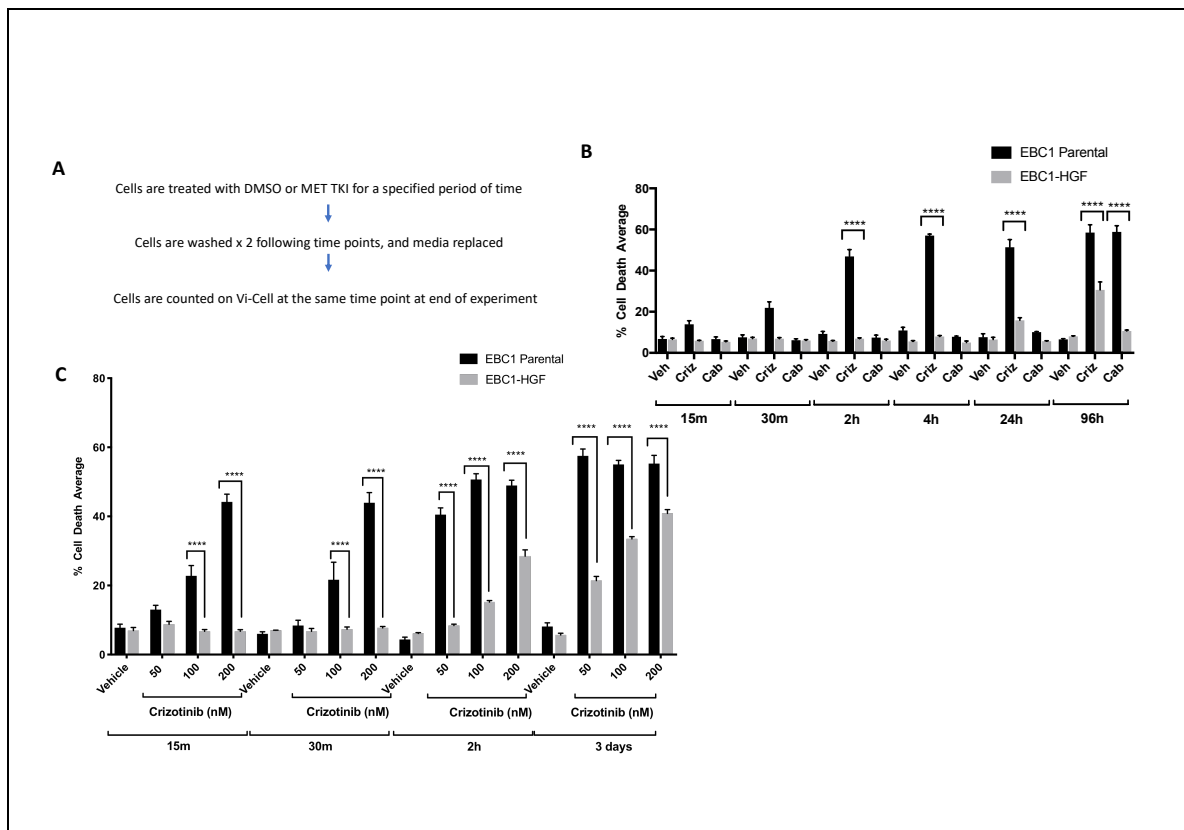 A
Cells are treated with DMSO or MET TKI for a specified period of time
Cells are washed x 2 following time points, and media replaced
Cells are counted on Vi-Cell at the same time point at end of experiment
B
EBC1 Parental
EBC1-HGF
% Cell Death Average
80
60
40
20
0
**** **** **** **** ****
Veh Criz Cab Veh Criz Cab Veh Criz Cab Veh Criz Cab Veh Criz Cab Veh Criz Cab
15m 30m 2h 4h 24h 96h
C
EBC1 Parental
EBC1-HGF
% Cell Death Average
80
60
40
20
0
**** **** **** **** **** **** **** **** **** ****
Vehicle 50 100 200 Vehicle 50 100 200 Vehicle 50 100 200 Vehicle 50 100 200
Crizotinib (nM) Crizotinib (nM) Crizotinib (nM) Crizotinib (nM)
15m 30m 2h 3 days